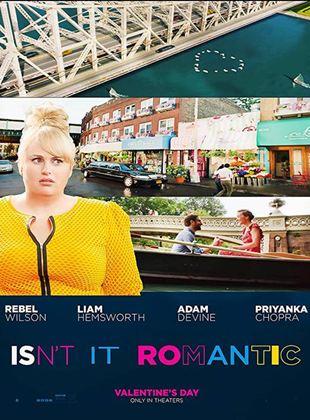 REBEL WILSON
LIAM HEMSWORTH
ADAM DEVINE
PRIYANKA CHOPRA
ISN'T IT ROMANTIC
VALENTINE'S DAY
ONLY IN THEATERS